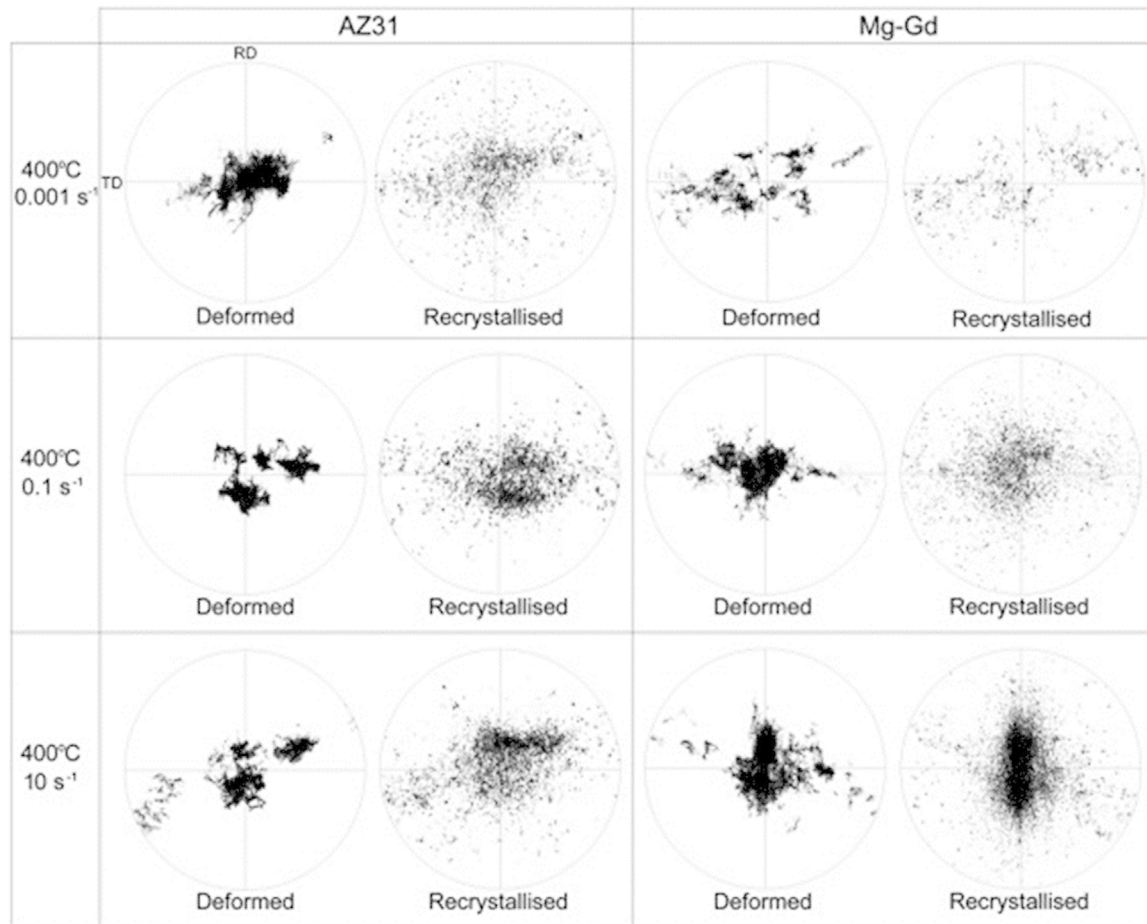 AZ31
Mg-Gd
RD
400°C
0.001 s-1
TD
Deformed
Recrystallised
Deformed
Recrystallised
400°C
0.1 s-1
Deformed
Recrystallised
Deformed
Recrystallised
400°C
10 s-1
Deformed
Recrystallised
Deformed
Recrystallised